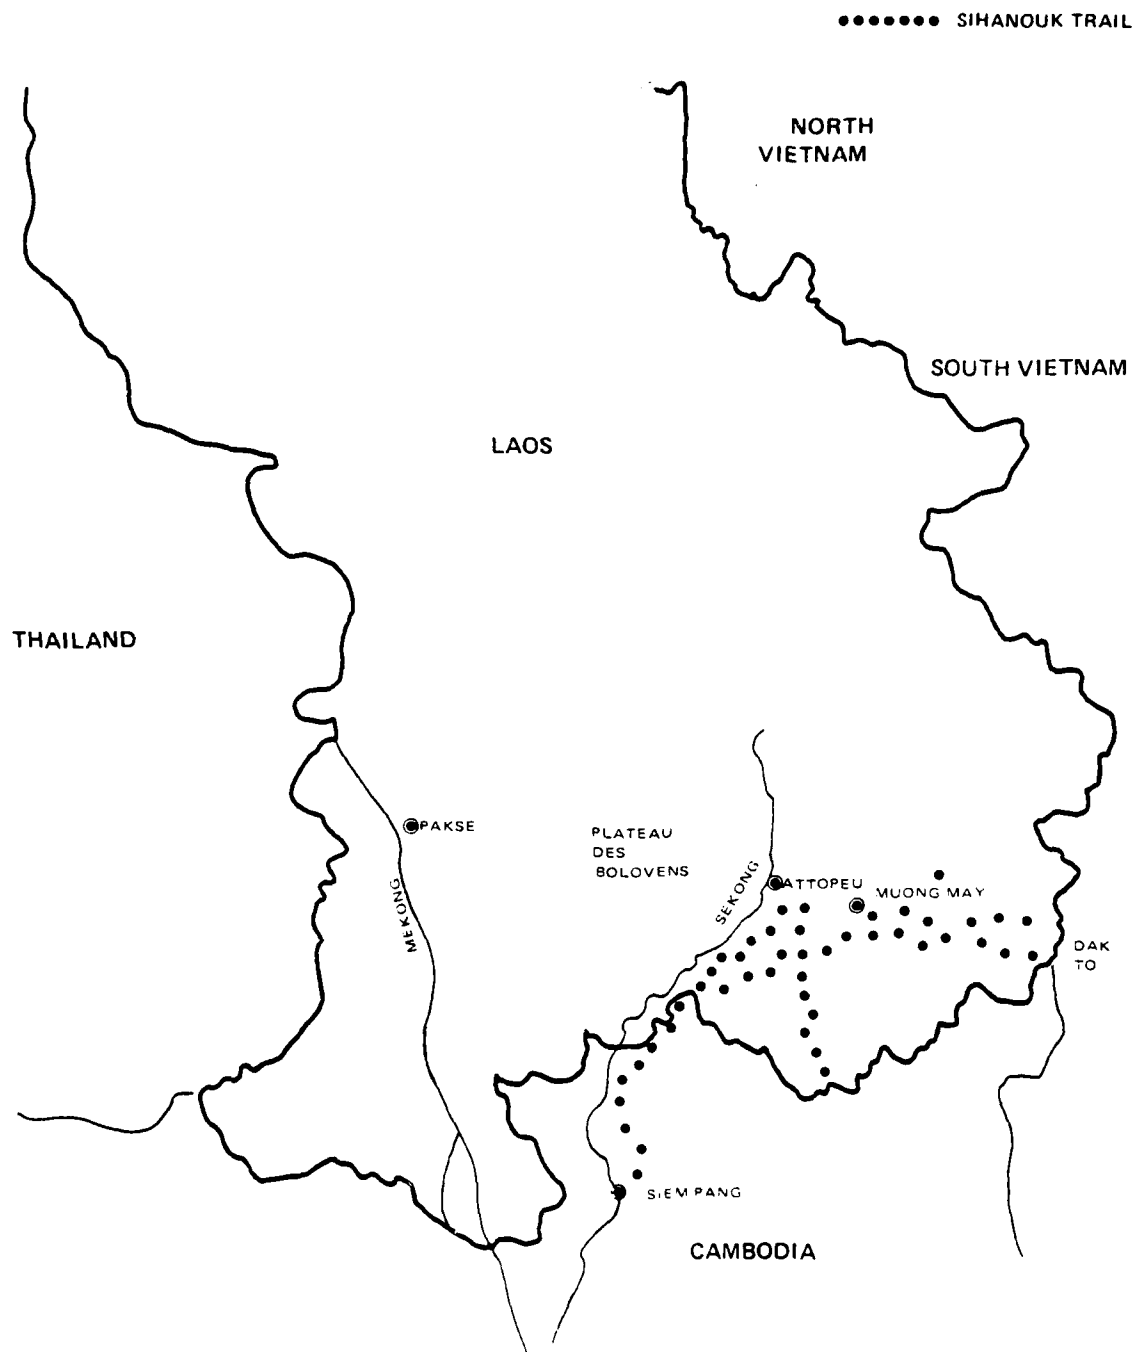 SIHANOUK TRAIL
NORTH
VIETNAM
SOUTH VIETNAM
LAOS
THAILAND
PAKSE
PLATEAU
DES
BOLOVENS
MEKONG
SEKONG
ATTOPEU
MUONG MAY
DAK
TO
SIEM PANG
CAMBODIA